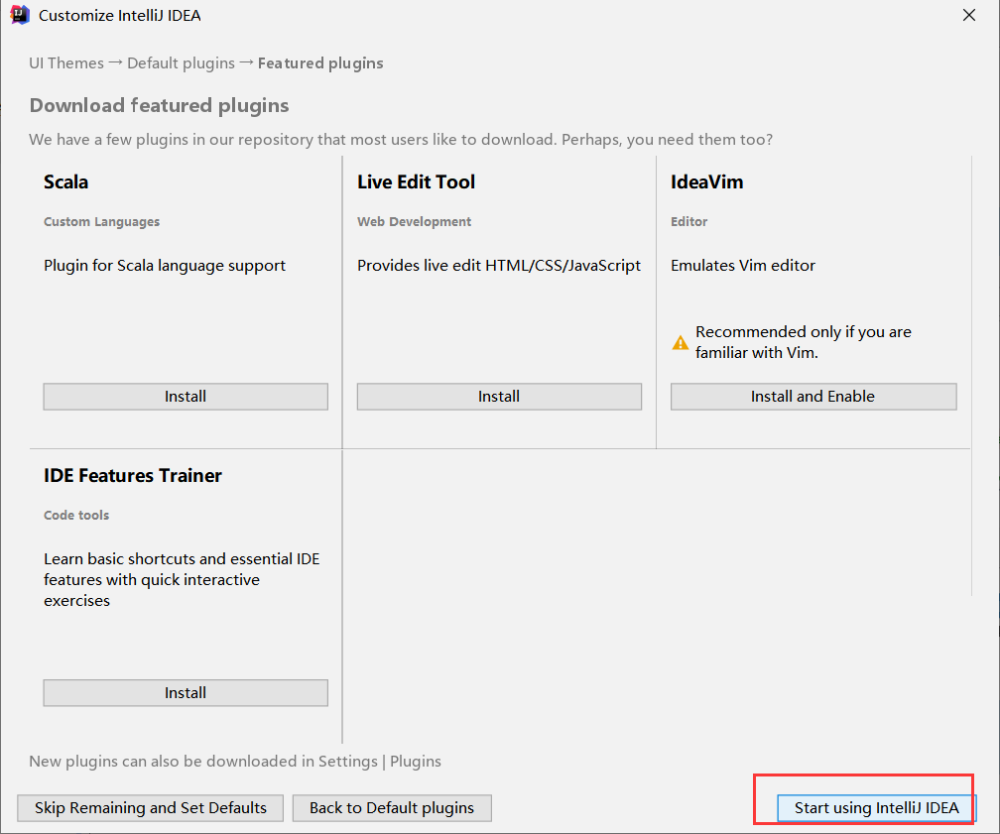 Customize IntelliJ IDEA
UI Themes → Default plugins → Featured plugins
Download featured plugins
We have a few plugins in our repository that most users like to download. Perhaps, you need them too?
Scala
Custom Languages
Plugin for Scala language support
Install
Live Edit Tool
Web Development
Provides live edit HTML/CSS/JavaScript
Install
IdeaVim
Editor
Emulates Vim editor
Recommended only if you are
familiar with Vim.
Install and Enable
IDE Features Trainer
Code tools
Learn basic shortcuts and essential IDE
features with quick interactive
exercises
Install
New plugins can also be downloaded in Settings | Plugins
Skip Remaining and Set Defaults
Back to Default plugins
Start using IntelliJ IDEA